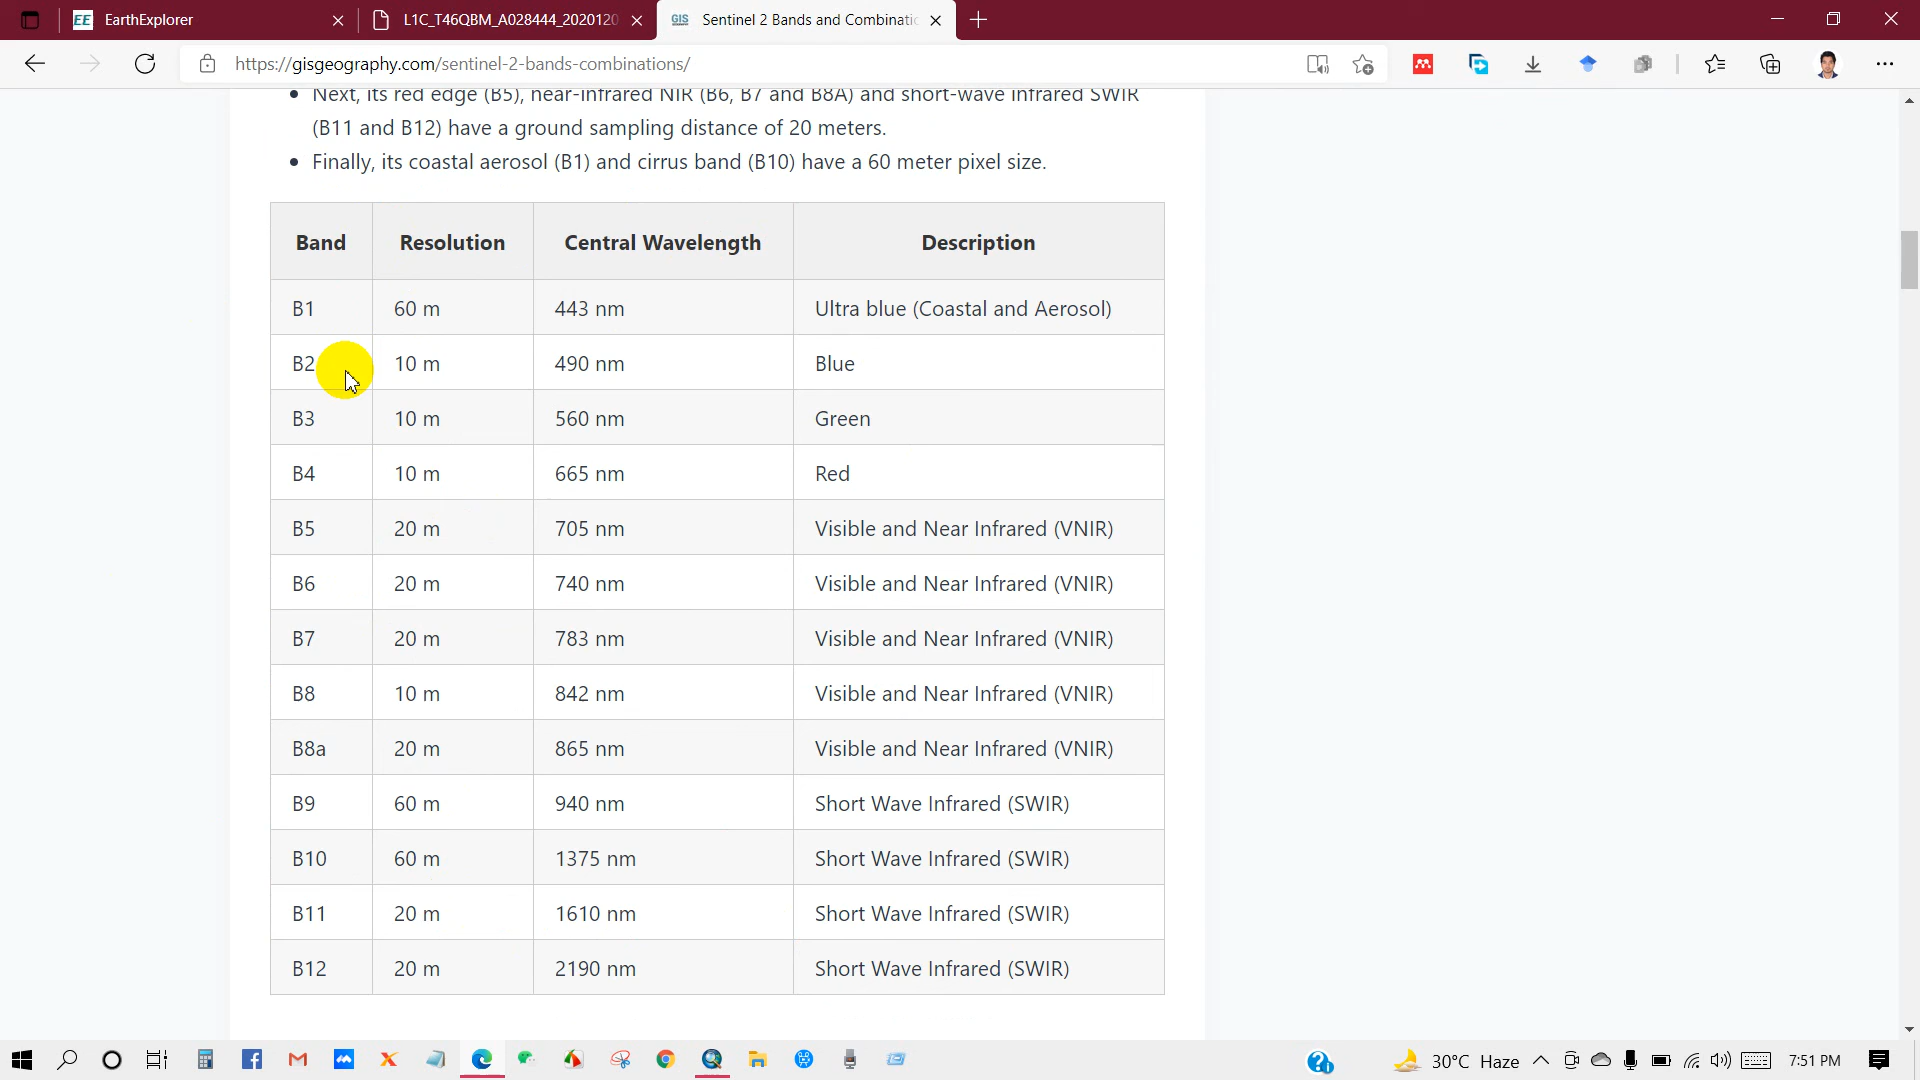 EarthExplorer
L1C_T46QBM_A028444_2020120
GIS Sentinel 2 Bands and Combinatic
https://gisgeography.com/sentinel-2-bands-combinations/
Next, its red edge (B5), near-infrared NIR (B6, B7 and B8A) and short-wave infrared SWIR
(B11 and B12) have a ground sampling distance of 20 meters.
Finally, its coastal aerosol (B1) and cirrus band (B10) have a 60 meter pixel size.
Band Resolution Central Wavelength Description
B1 60 m 443 nm Ultra blue (Coastal and Aerosol)
B2 10 m 490 nm Blue
B3 10 m 560 nm Green
B4 10 m 665 nm Red
B5 20 m 705 nm Visible and Near Infrared (VNIR)
B6 20 m 740 nm Visible and Near Infrared (VNIR)
B7 20 m 783 nm Visible and Near Infrared (VNIR)
B8 10 m 842 nm Visible and Near Infrared (VNIR)
B8a 20 m 865 nm Visible and Near Infrared (VNIR)
B9 60 m 940 nm Short Wave Infrared (SWIR)
B10 60 m 1375 nm Short Wave Infrared (SWIR)
B11 20 m 1610 nm Short Wave Infrared (SWIR)
B12 20 m 2190 nm Short Wave Infrared (SWIR)
30°C Haze 7:51 PM